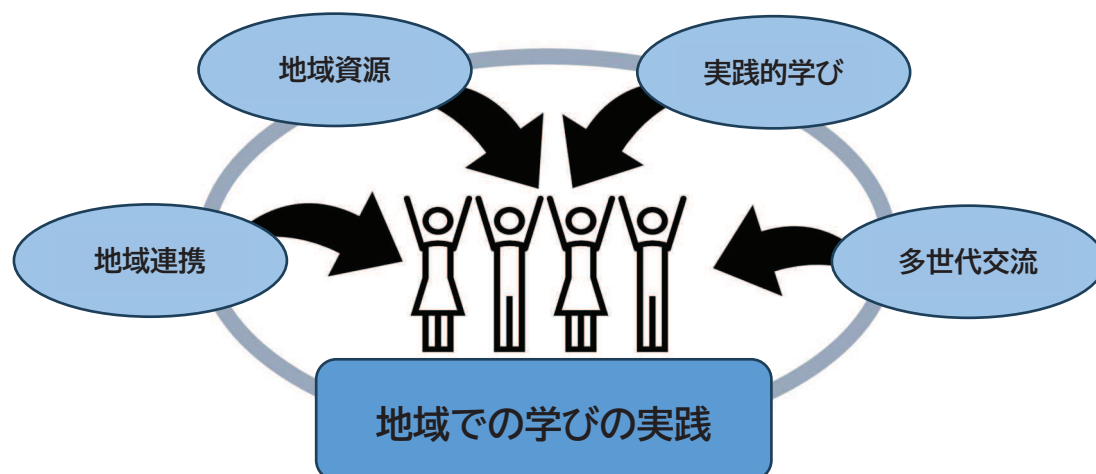 地域資源
実践的学び
地域連携
多世代交流
地域での学びの実践